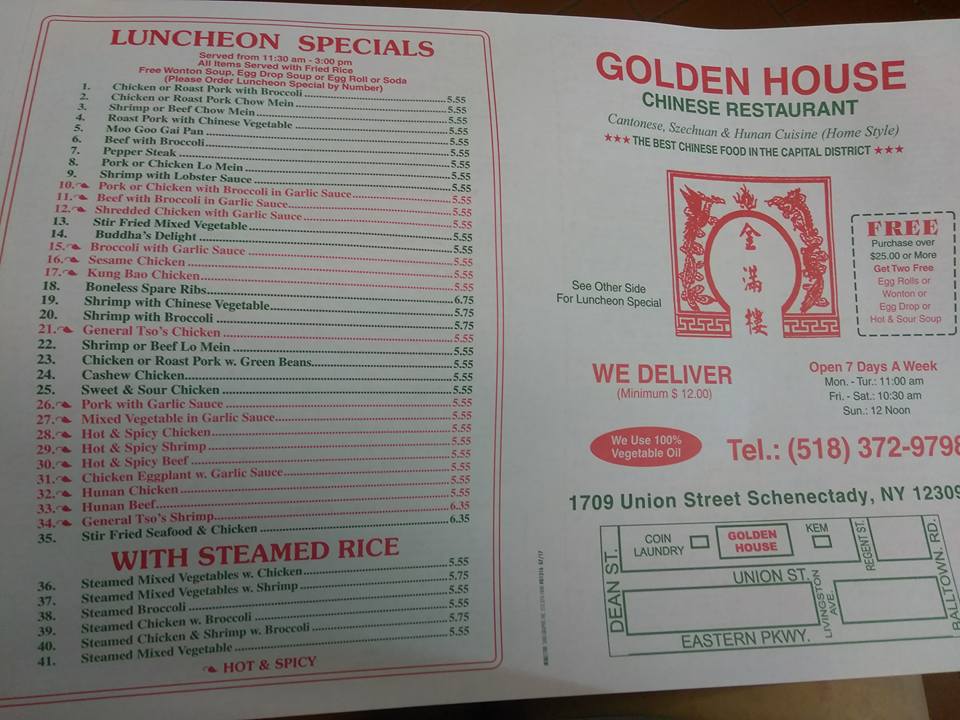 LUNCHEON SPECIALS
Served from 11:30 am - 3:00 pm
All Items Served with Fried Rice
Free Wonton Soup, Egg Drop Soup or Egg Roll or Soda
(Please Order Luncheon Special by Number)
1. Chicken or Roast Pork with Broccoli 5.55
2. Chicken or Roast Pork Chow Mein 5.55
3. Shrimp or Beef Chow Mein 5.55
4. Roast Pork with Chinese Vegetable 5.55
5. Moo Goo Gai Pan 5.55
6. Beef with Broccoli 5.55
7. Pepper Steak 5.55
8. Pork or Chicken Lo Mein 5.55
9. Shrimp with Lobster Sauce 5.55
10. Pork or Chicken with Broccoli in Garlic Sauce 5.55
11. Beef with Broccoli in Garlic Sauce 5.55
12. Shredded Chicken with Garlic Sauce 5.55
13. Stir Fried Mixed Vegetable 5.55
14. Buddha's Delight 5.55
15. Broccoli with Garlic Sauce 5.55
16. Sesame Chicken 5.55
17. Kung Bao Chicken 5.55
18. Boneless Spare Ribs 6.75
19. Shrimp with Chinese Vegetable 5.75
20. Shrimp with Broccoli 5.75
21. General Tso's Chicken 5.55
22. Shrimp or Beef Lo Mein 5.55
23. Chicken or Roast Pork w. Green Beans 5.55
24. Cashew Chicken 5.55
25. Sweet & Sour Chicken 5.55
26. Pork with Garlic Sauce 5.55
27. Mixed Vegetable in Garlic Sauce 5.55
28. Hot & Spicy Chicken 5.55
29. Hot & Spicy Shrimp 5.55
30. Hot & Spicy Beef 5.55
31. Chicken Eggplant w. Garlic Sauce 5.55
32. Hunan Chicken 5.55
33. Hunan Beef 5.55
34. General Tso's Shrimp 6.35
35. Stir Fried Seafood & Chicken 6.35
WITH STEAMED RICE
36. Steamed Mixed Vegetables w. Chicken 5.55
37. Steamed Mixed Vegetables w. Shrimp 5.75
38. Steamed Broccoli 5.55
39. Steamed Chicken w. Broccoli 5.55
40. Steamed Chicken & Shrimp w. Broccoli 5.75
41. Steamed Mixed Vegetable 5.55
HOT & SPICY
GOLDEN HOUSE
CHINESE RESTAURANT
Cantonese, Szechuan & Hunan Cuisine (Home Style)
★★★ THE BEST CHINESE FOOD IN THE CAPITAL DISTRICT ★★★
金
滿
樓
See Other Side
For Luncheon Special
FREE
Purchase over
$25.00 or More
Get Two Free
Egg Rolls or
Wonton or
Egg Drop or
Hot & Sour Soup
WE DELIVER
(Minimum $ 12.00)
Open 7 Days A Week
Mon. - Tur.: 11:00 am
Fri. - Sat.: 10:30 am
Sun.: 12 Noon
We Use 100%
Vegetable Oil
Tel.: (518) 372-9798
1709 Union Street Schenectady, NY 12309
DEAN ST.
COIN
LAUNDRY
GOLDEN
HOUSE
KEM
REGENT ST.
BALLTOWN. RD.
UNION ST.
LIVINGSTON
AVE.
EASTERN PKWY.